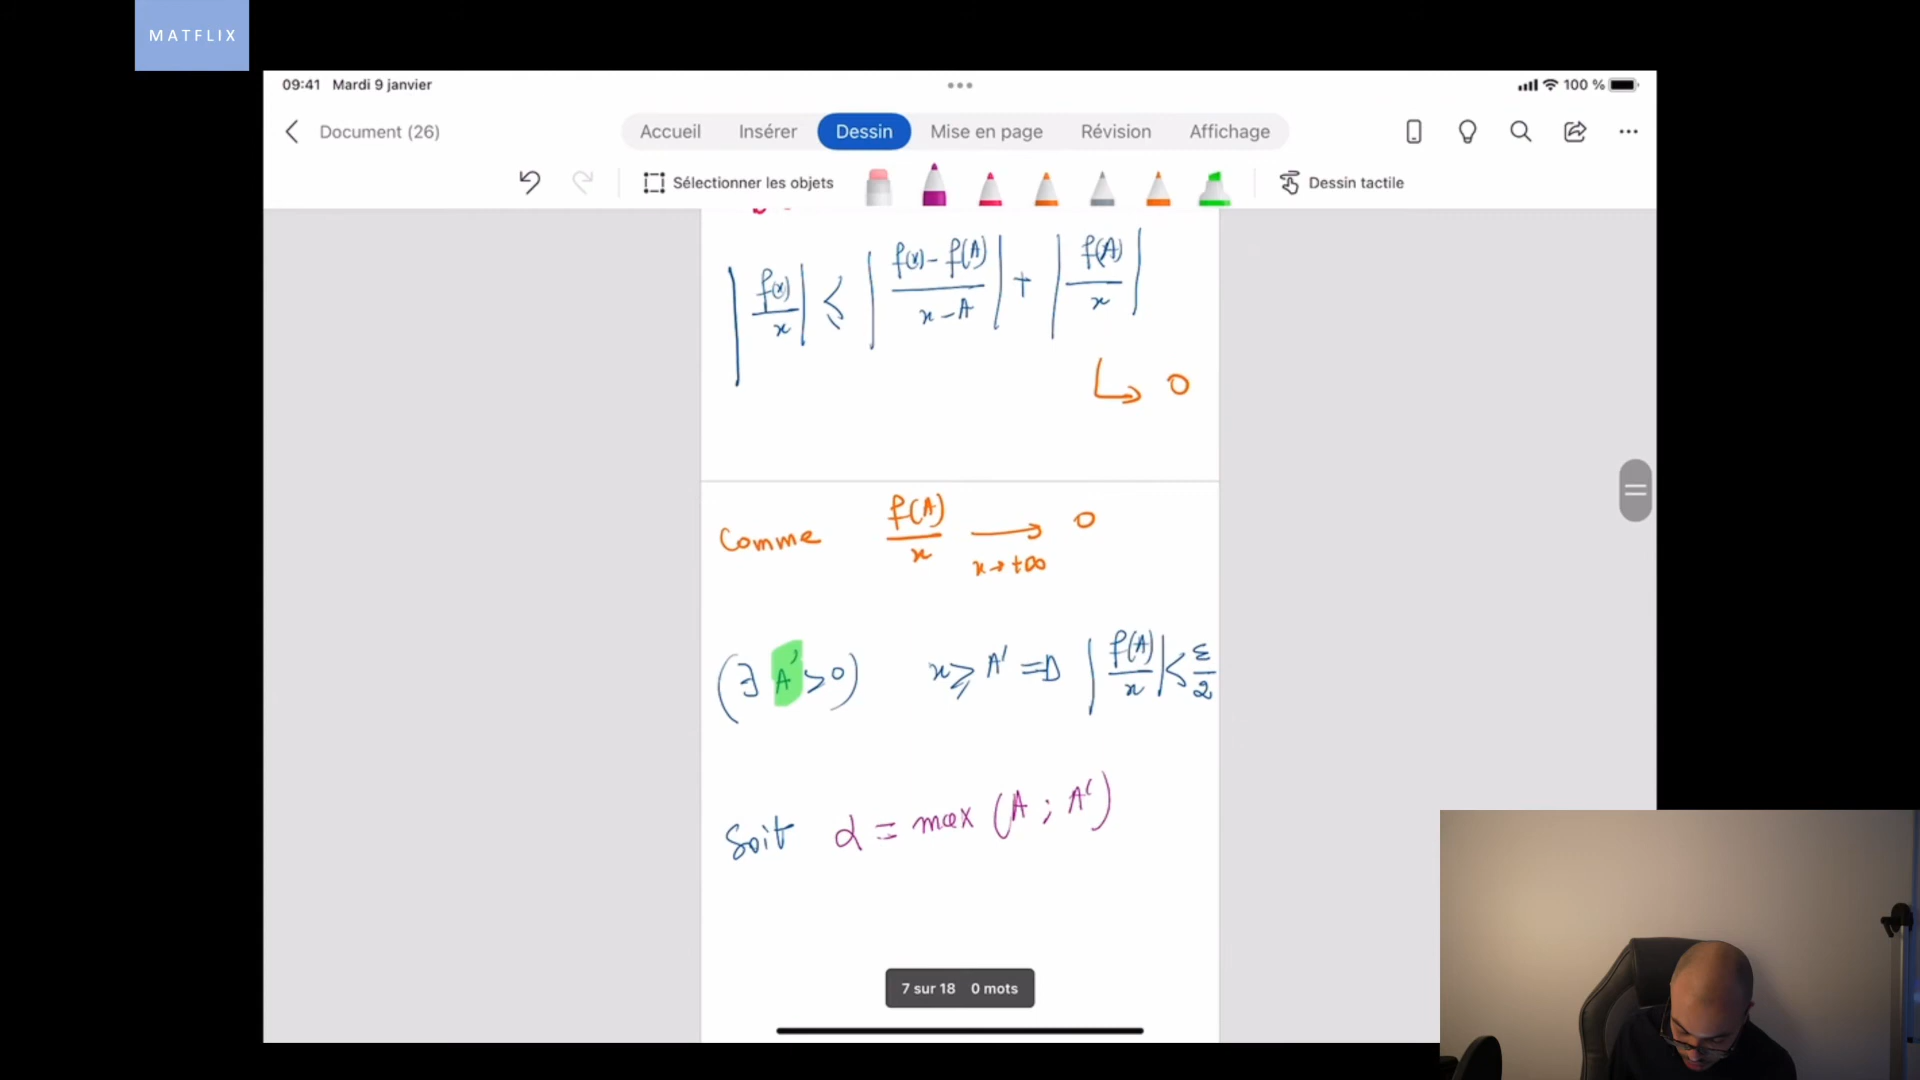 MATFLIX
09:41 Mardi 9 janvier
100 %
Document (26)
Accueil Insérer Dessin Mise en page Révision Affichage
Sélectionner les objets
Dessin tactile
|f(x)/x| ≤ |f(x) - f(A)/x - A| + |f(A)/x|
↳ 0
Comme f(A)/x → 0
x→+∞
(∃ A' > 0) x ≥ A' => |f(A)/x| ≤ ε/2
Soit α = max (A ; A')
7 sur 18 0 mots